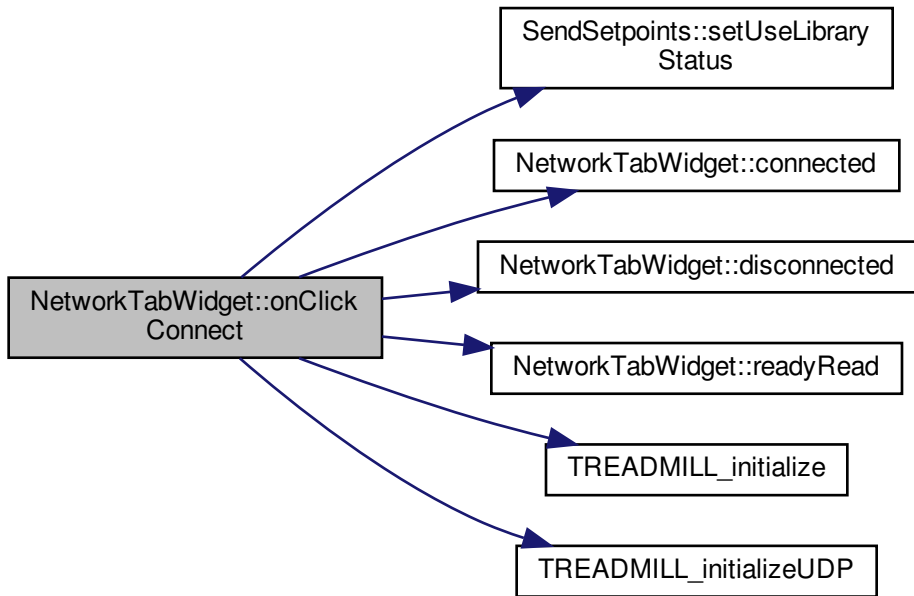 SendSetpoints::setUseLibrary
Status
NetworkTabWidget::connected
NetworkTabWidget::disconnected
NetworkTabWidget::onClick
Connect
NetworkTabWidget::readyRead
TREADMILL_initialize
TREADMILL_initializeUDP